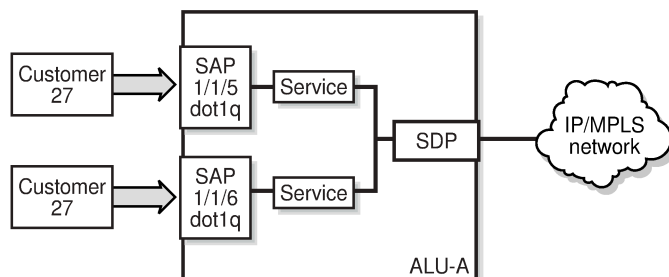 Customer
27
SAP
1/1/5
dot1q
Service
SDP
IP/MPLS
network
Customer
27
SAP
1/1/6
dot1q
Service
ALU-A